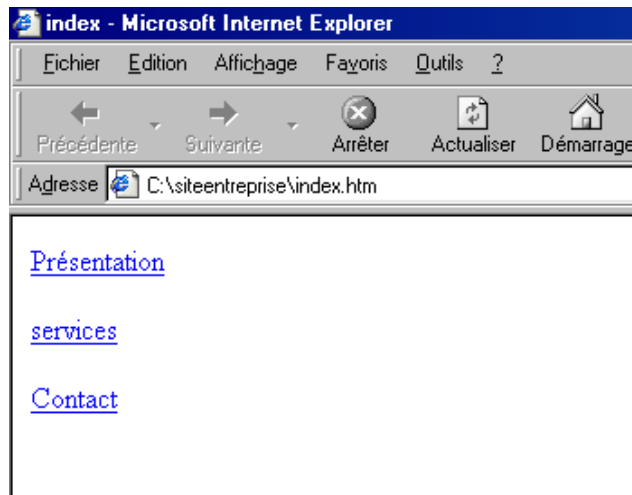 index - Microsoft Internet Explorer
Fichier Edition Affichage Favoris Outils ?
Précédente Suivante Arrêter Actualiser Démarrage
Adresse C:\siteentreprise\index.htm
Présentation
services
Contact